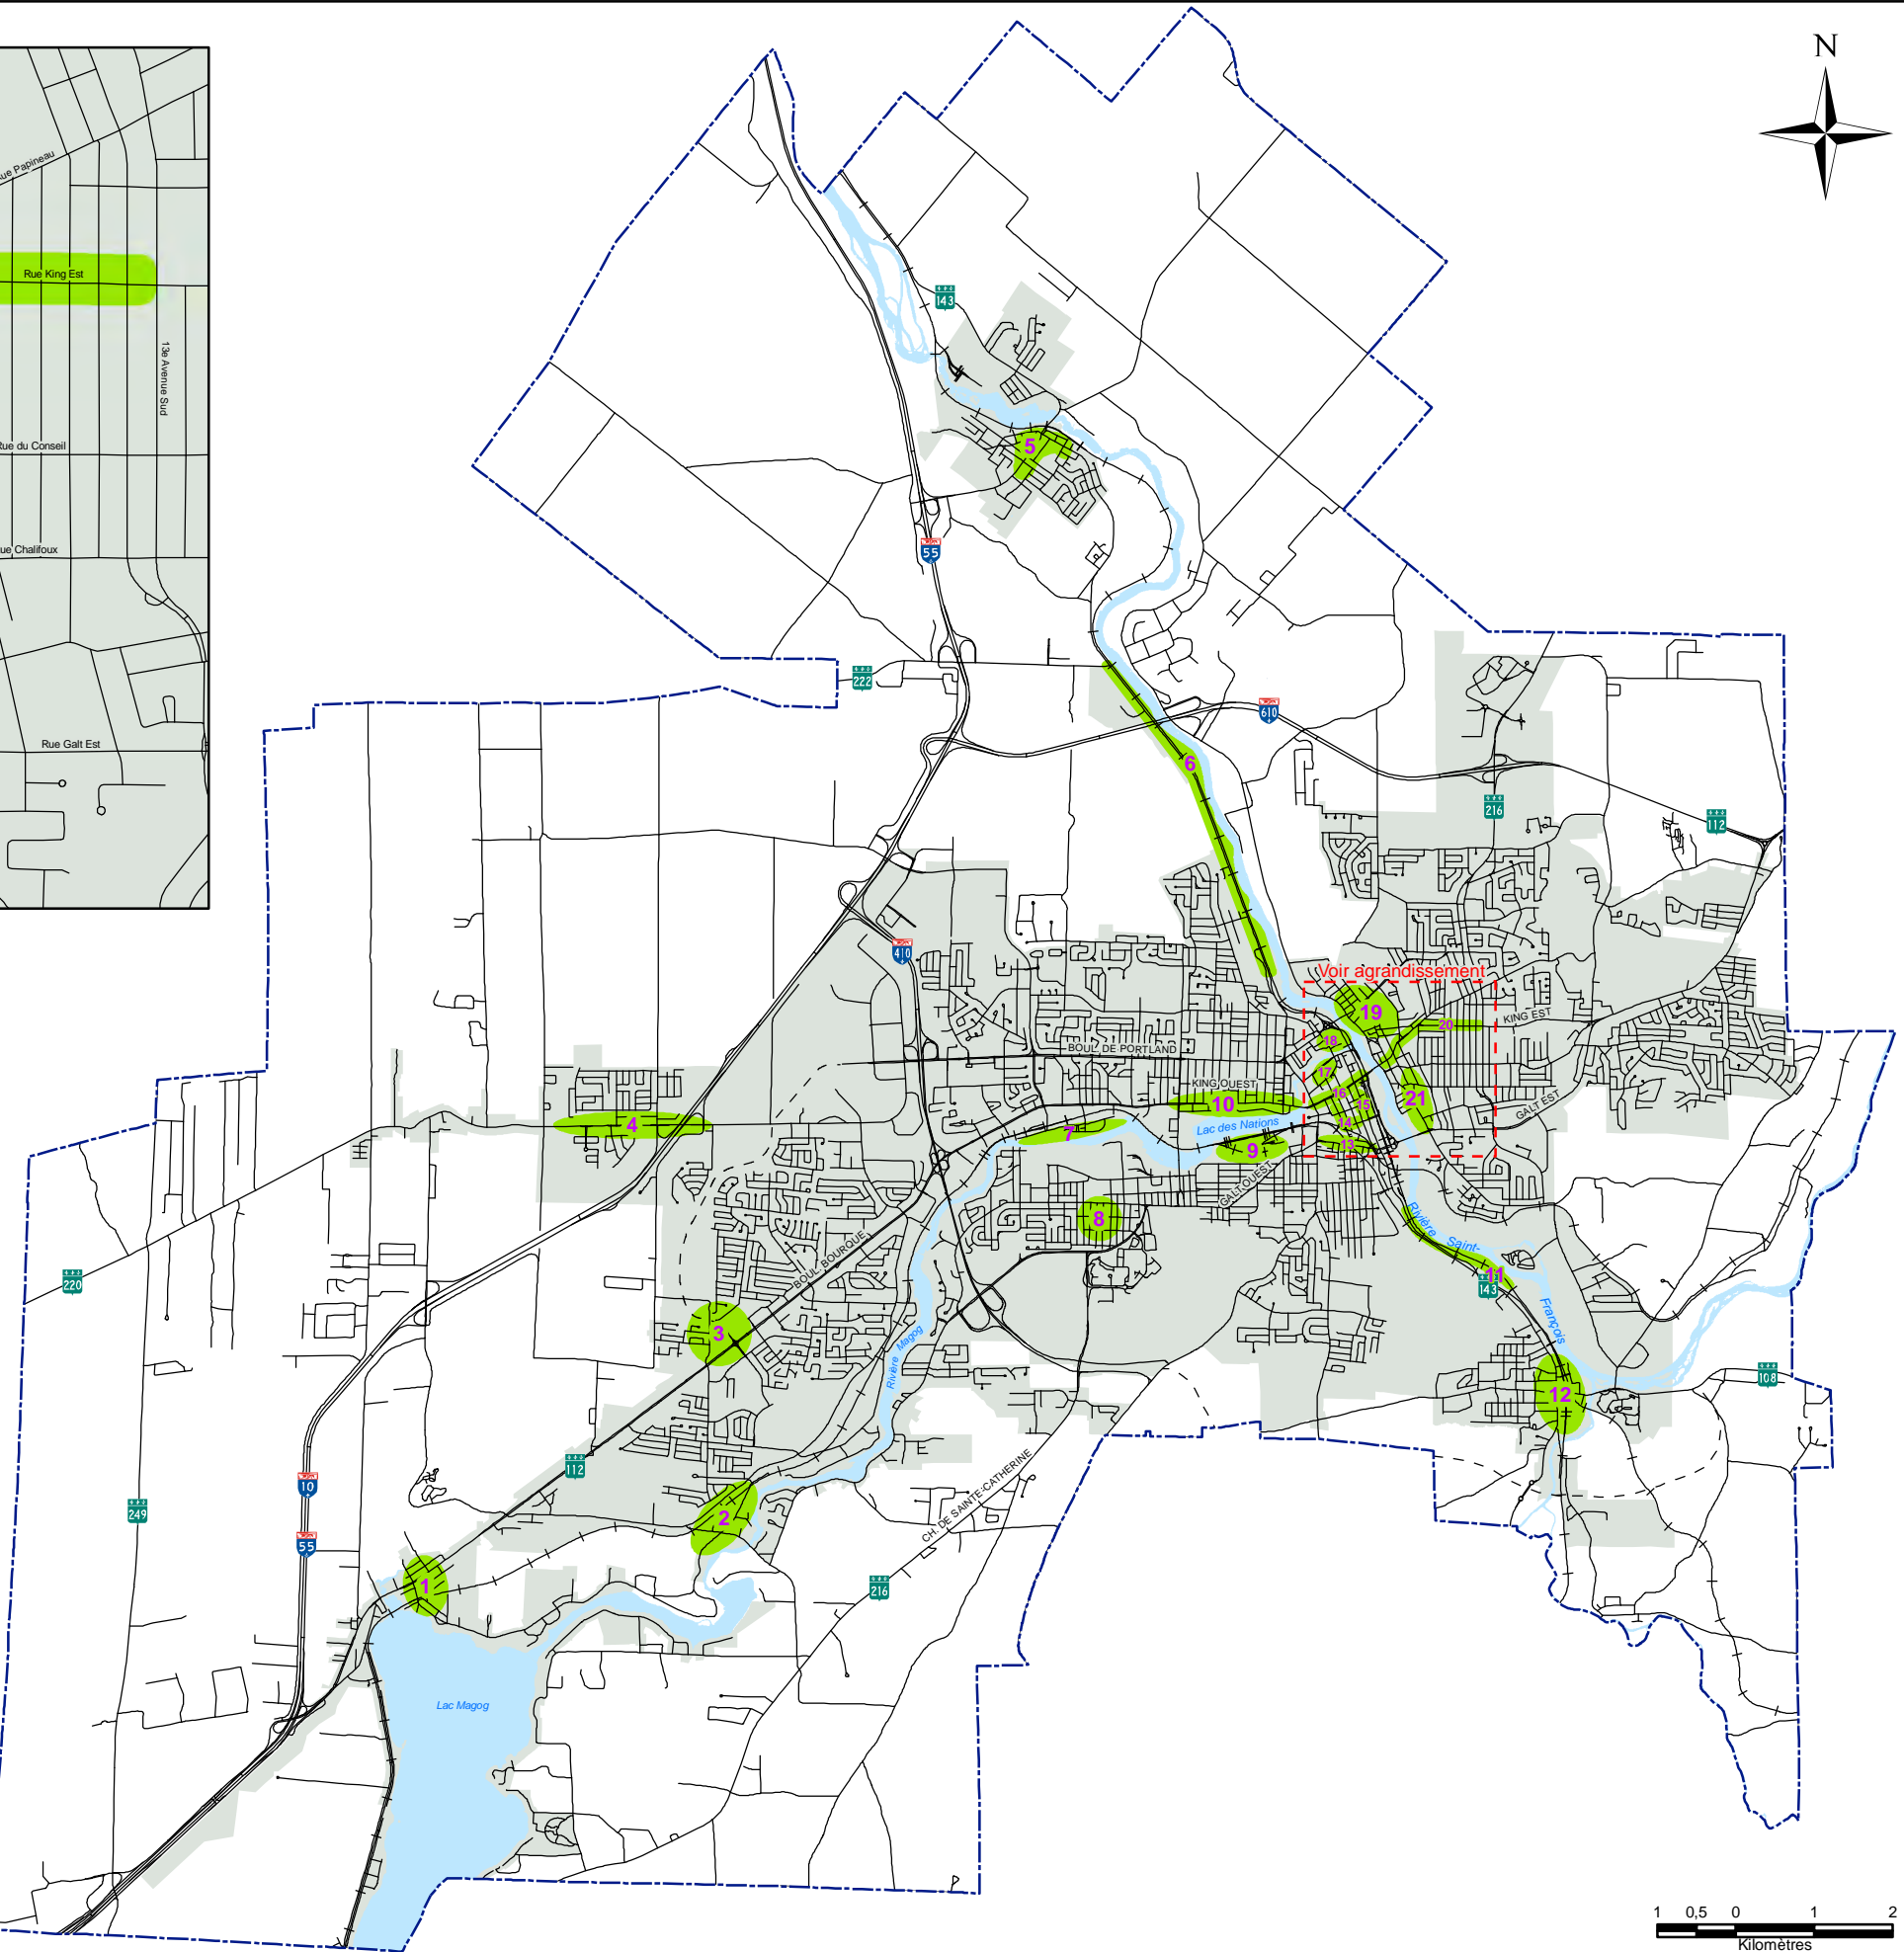 N
Rue Papineau
Rue King Est
13e Avenue Sud
Rue du Conseil
Rue Chalifoux
Rue Galt Est
143
5
55
222
610
6
216
112
410
Voir agrandissement
19
KING EST
20
18
BOUL. DE PORTLAND
17
KING OUEST
16
15
21
10
GALT EST
4
7
Lac des Nations
14
13
9
GALT OUEST
8
Rivière Saint-
François
11
143
220
BOUL. BOURQUE
3
Rivière Magog
12
108
112
10
CH. DE SAINTE-CATHERINE
249
2
55
1
216
Lac Magog
1 0,5 0 1 2
Kilomètres